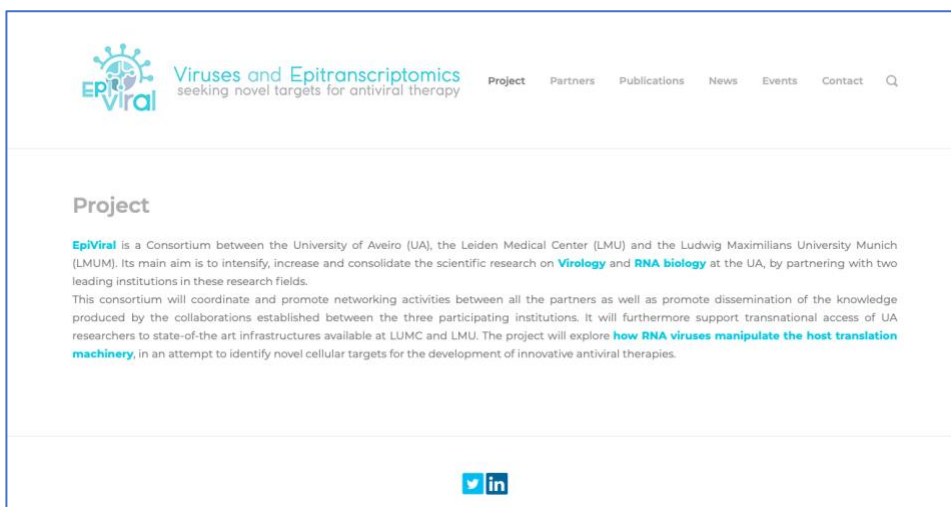 EpiViral
Viruses and Epitranscriptomics
seeking novel targets for antiviral therapy
Project Partners Publications News Events Contact
Project
EpiViral is a Consortium between the University of Aveiro (UA), the Leiden Medical Center (LMU) and the Ludwig Maximilians University Munich
(LMUM). Its main aim is to intensify, increase and consolidate the scientific research on Virology and RNA biology at the UA, by partnering with two
leading institutions in these research fields.
This consortium will coordinate and promote networking activities between all the partners as well as promote dissemination of the knowledge
produced by the collaborations established between the three participating institutions. It will furthermore support transnational access of UA
researchers to state-of-the art infrastructures available at LUMC and LMU. The project will explore how RNA viruses manipulate the host translation
machinery, in an attempt to identify novel cellular targets for the development of innovative antiviral therapies.
in